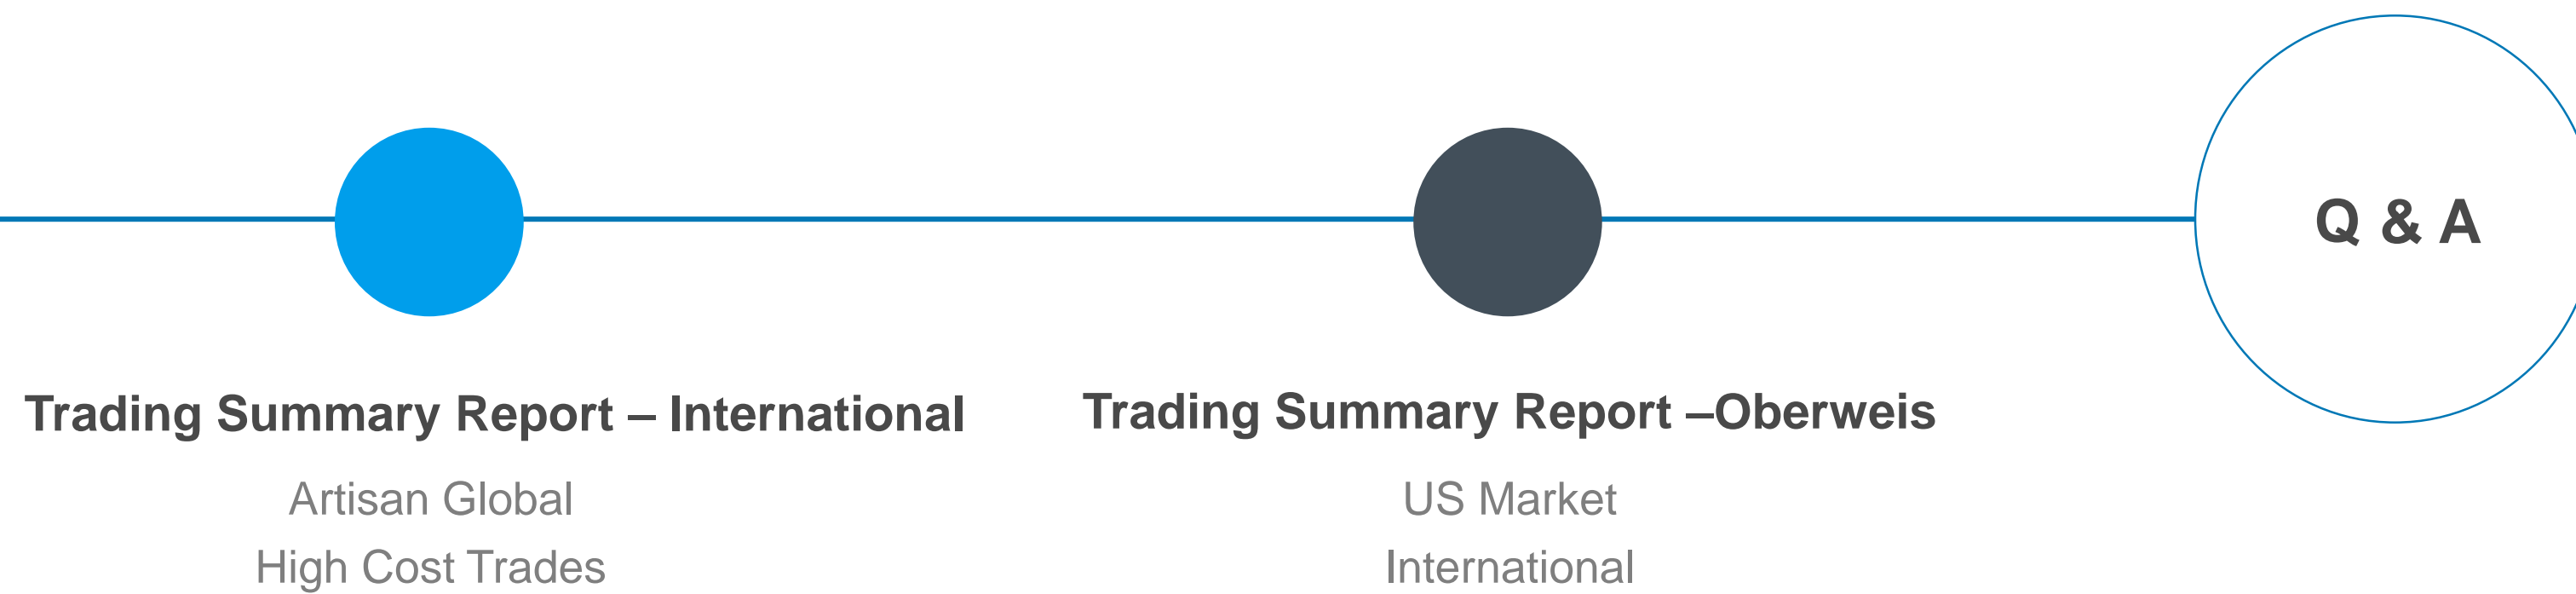 Q & A
Trading Summary Report – International
Artisan Global
High Cost Trades
Trading Summary Report –Oberweis
US Market
International